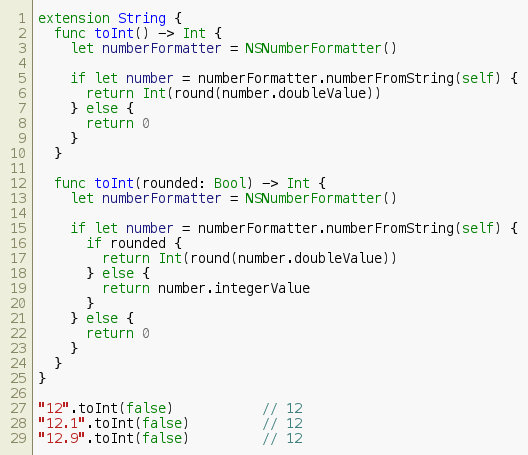 1 extension String {
2   func toInt() -> Int {
3     let numberFormatter = NSNumberFormatter()
4
5     if let number = numberFormatter.numberFromString(self) {
6       return Int(round(number.doubleValue))
7     } else {
8       return 0
9     }
10   }
11
12   func toInt(rounded: Bool) -> Int {
13     let numberFormatter = NSNumberFormatter()
14
15     if let number = numberFormatter.numberFromString(self) {
16       if rounded {
17         return Int(round(number.doubleValue))
18       } else {
19         return number.integerValue
20       }
21     } else {
22       return 0
23     }
24   }
25 }
26
27 "12".toInt(false)           // 12
28 "12.1".toInt(false)         // 12
29 "12.9".toInt(false)         // 12